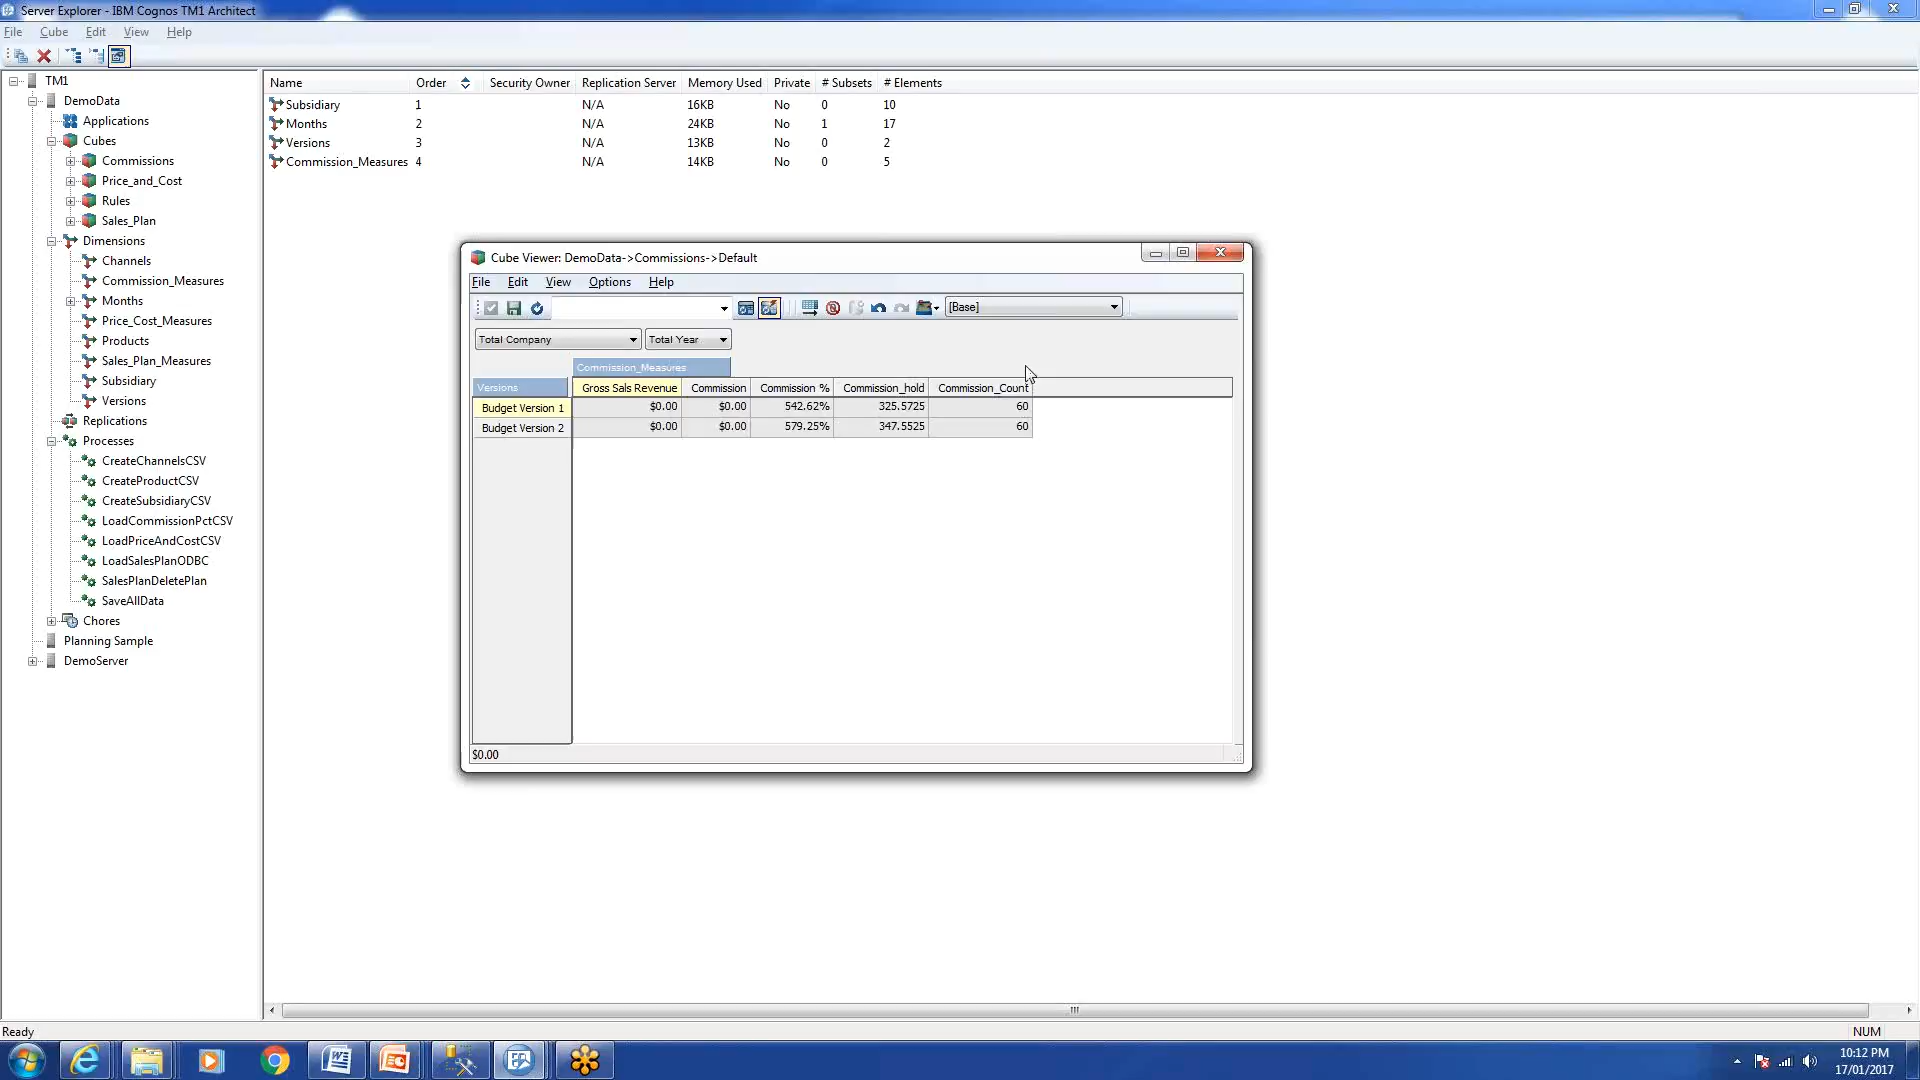 Server Explorer - IBM Cognos TM1 Architect
File Cube Edit View Help
TM1
DemoData
Applications
Cubes
Commissions
Price_and_Cost
Rules
Sales_Plan
Dimensions
Channels
Commission_Measures
Months
Price_Cost_Measures
Products
Sales_Plan_Measures
Subsidiary
Versions
Replications
Processes
CreateChannelsCSV
CreateProductCSV
CreateSubsidiaryCSV
LoadCommissionPctCSV
LoadPriceAndCostCSV
LoadSalesPlanODBC
SalesPlanDeletePlan
SaveAllData
Chores
Planning Sample
DemoServer
Name Order Security Owner Replication Server Memory Used Private # Subsets # Elements
Subsidiary 1 N/A 16KB No 0 10
Months 2 N/A 24KB No 1 17
Versions 3 N/A 13KB No 0 2
Commission_Measures 4 N/A 14KB No 0 5
Cube Viewer: DemoData->Commissions->Default
File Edit View Options Help
[Base]
Total Company Total Year
Commission_Measures
Versions Gross Sals Revenue Commission Commission % Commission_hold Commission_Count
Budget Version 1 $0.00 $0.00 542.62% 325.5725 60
Budget Version 2 $0.00 $0.00 579.25% 347.5525 60
$0.00
Ready NUM
10:12 PM
17/01/2017